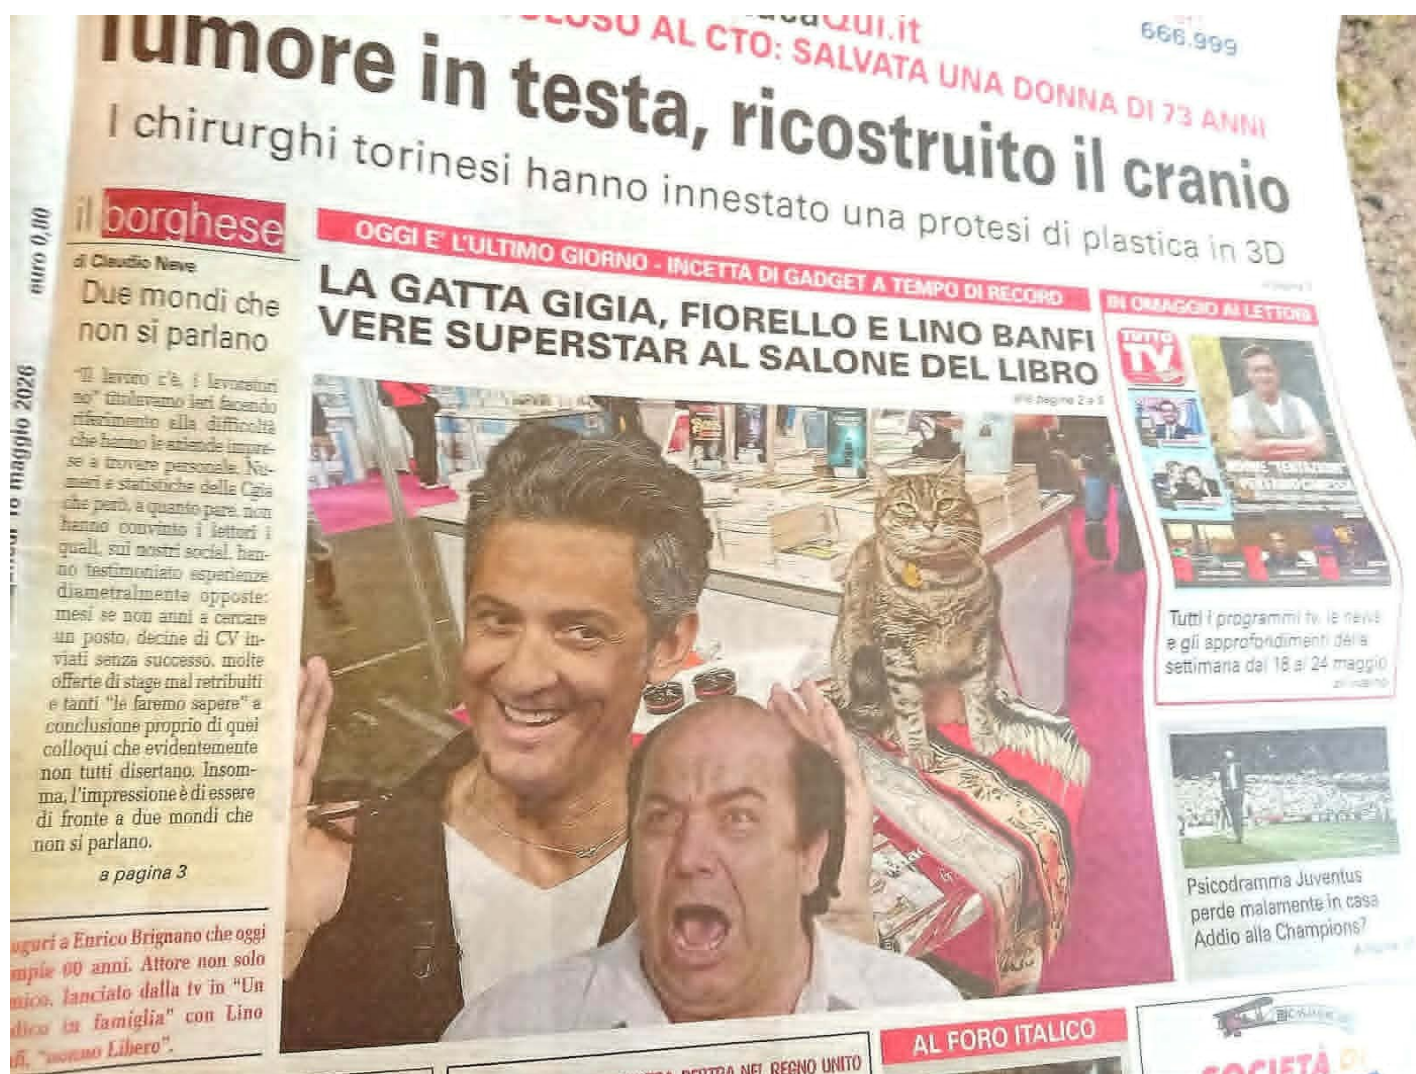 Qui.it
666.999
AL CTO: SALVATA UNA DONNA DI 73 ANNI
Tumore in testa, ricostruito il cranio
I chirurghi torinesi hanno innestato una protesi di plastica in 3D
euro 0,80
maggio 2026
il borghese
di Claudio Neve
Due mondi che
non si parlano
"Il lavoro c'è, i lavoratori
no" titolavamo ieri facendo
riferimento alla difficoltà
che hanno le aziende impre-
se a trovare personale. Nu-
meri e statistiche della Cgia
che però, a quanto pare, non
hanno convinto i lettori i
quali, sui nostri social, han-
no testimoniato esperienze
diametralmente opposte:
mesi se non anni a cercare
un posto, decine di CV in-
viati senza successo, molte
offerte di stage mal retribuiti
e tanti "le faremo sapere" a
conclusione proprio di quei
colloqui che evidentemente
non tutti disertano. Insom-
ma, l'impressione è di essere
di fronte a due mondi che
non si parlano.
a pagina 3
a Enrico Brignano che oggi
60 anni. Attore non solo
lanciato dalla tv in "Un
in famiglia" con Lino
"nonno Libero".
OGGI E' L'ULTIMO GIORNO - INCETTA DI GADGET A TEMPO DI RECORD
LA GATTA GIGIA, FIORELLO E LINO BANFI
VERE SUPERSTAR AL SALONE DEL LIBRO
IN OMAGGIO AI LETTORI
TUTTO
TV
Tutti i programmi tv, le news
e gli approfondimenti della
settimana dal 18 al 24 maggio
Psicodramma Juventus
perde malamente in casa
Addio alla Champions?
NEL REGNO UNITO
AL FORO ITALICO
SOCIETÀ